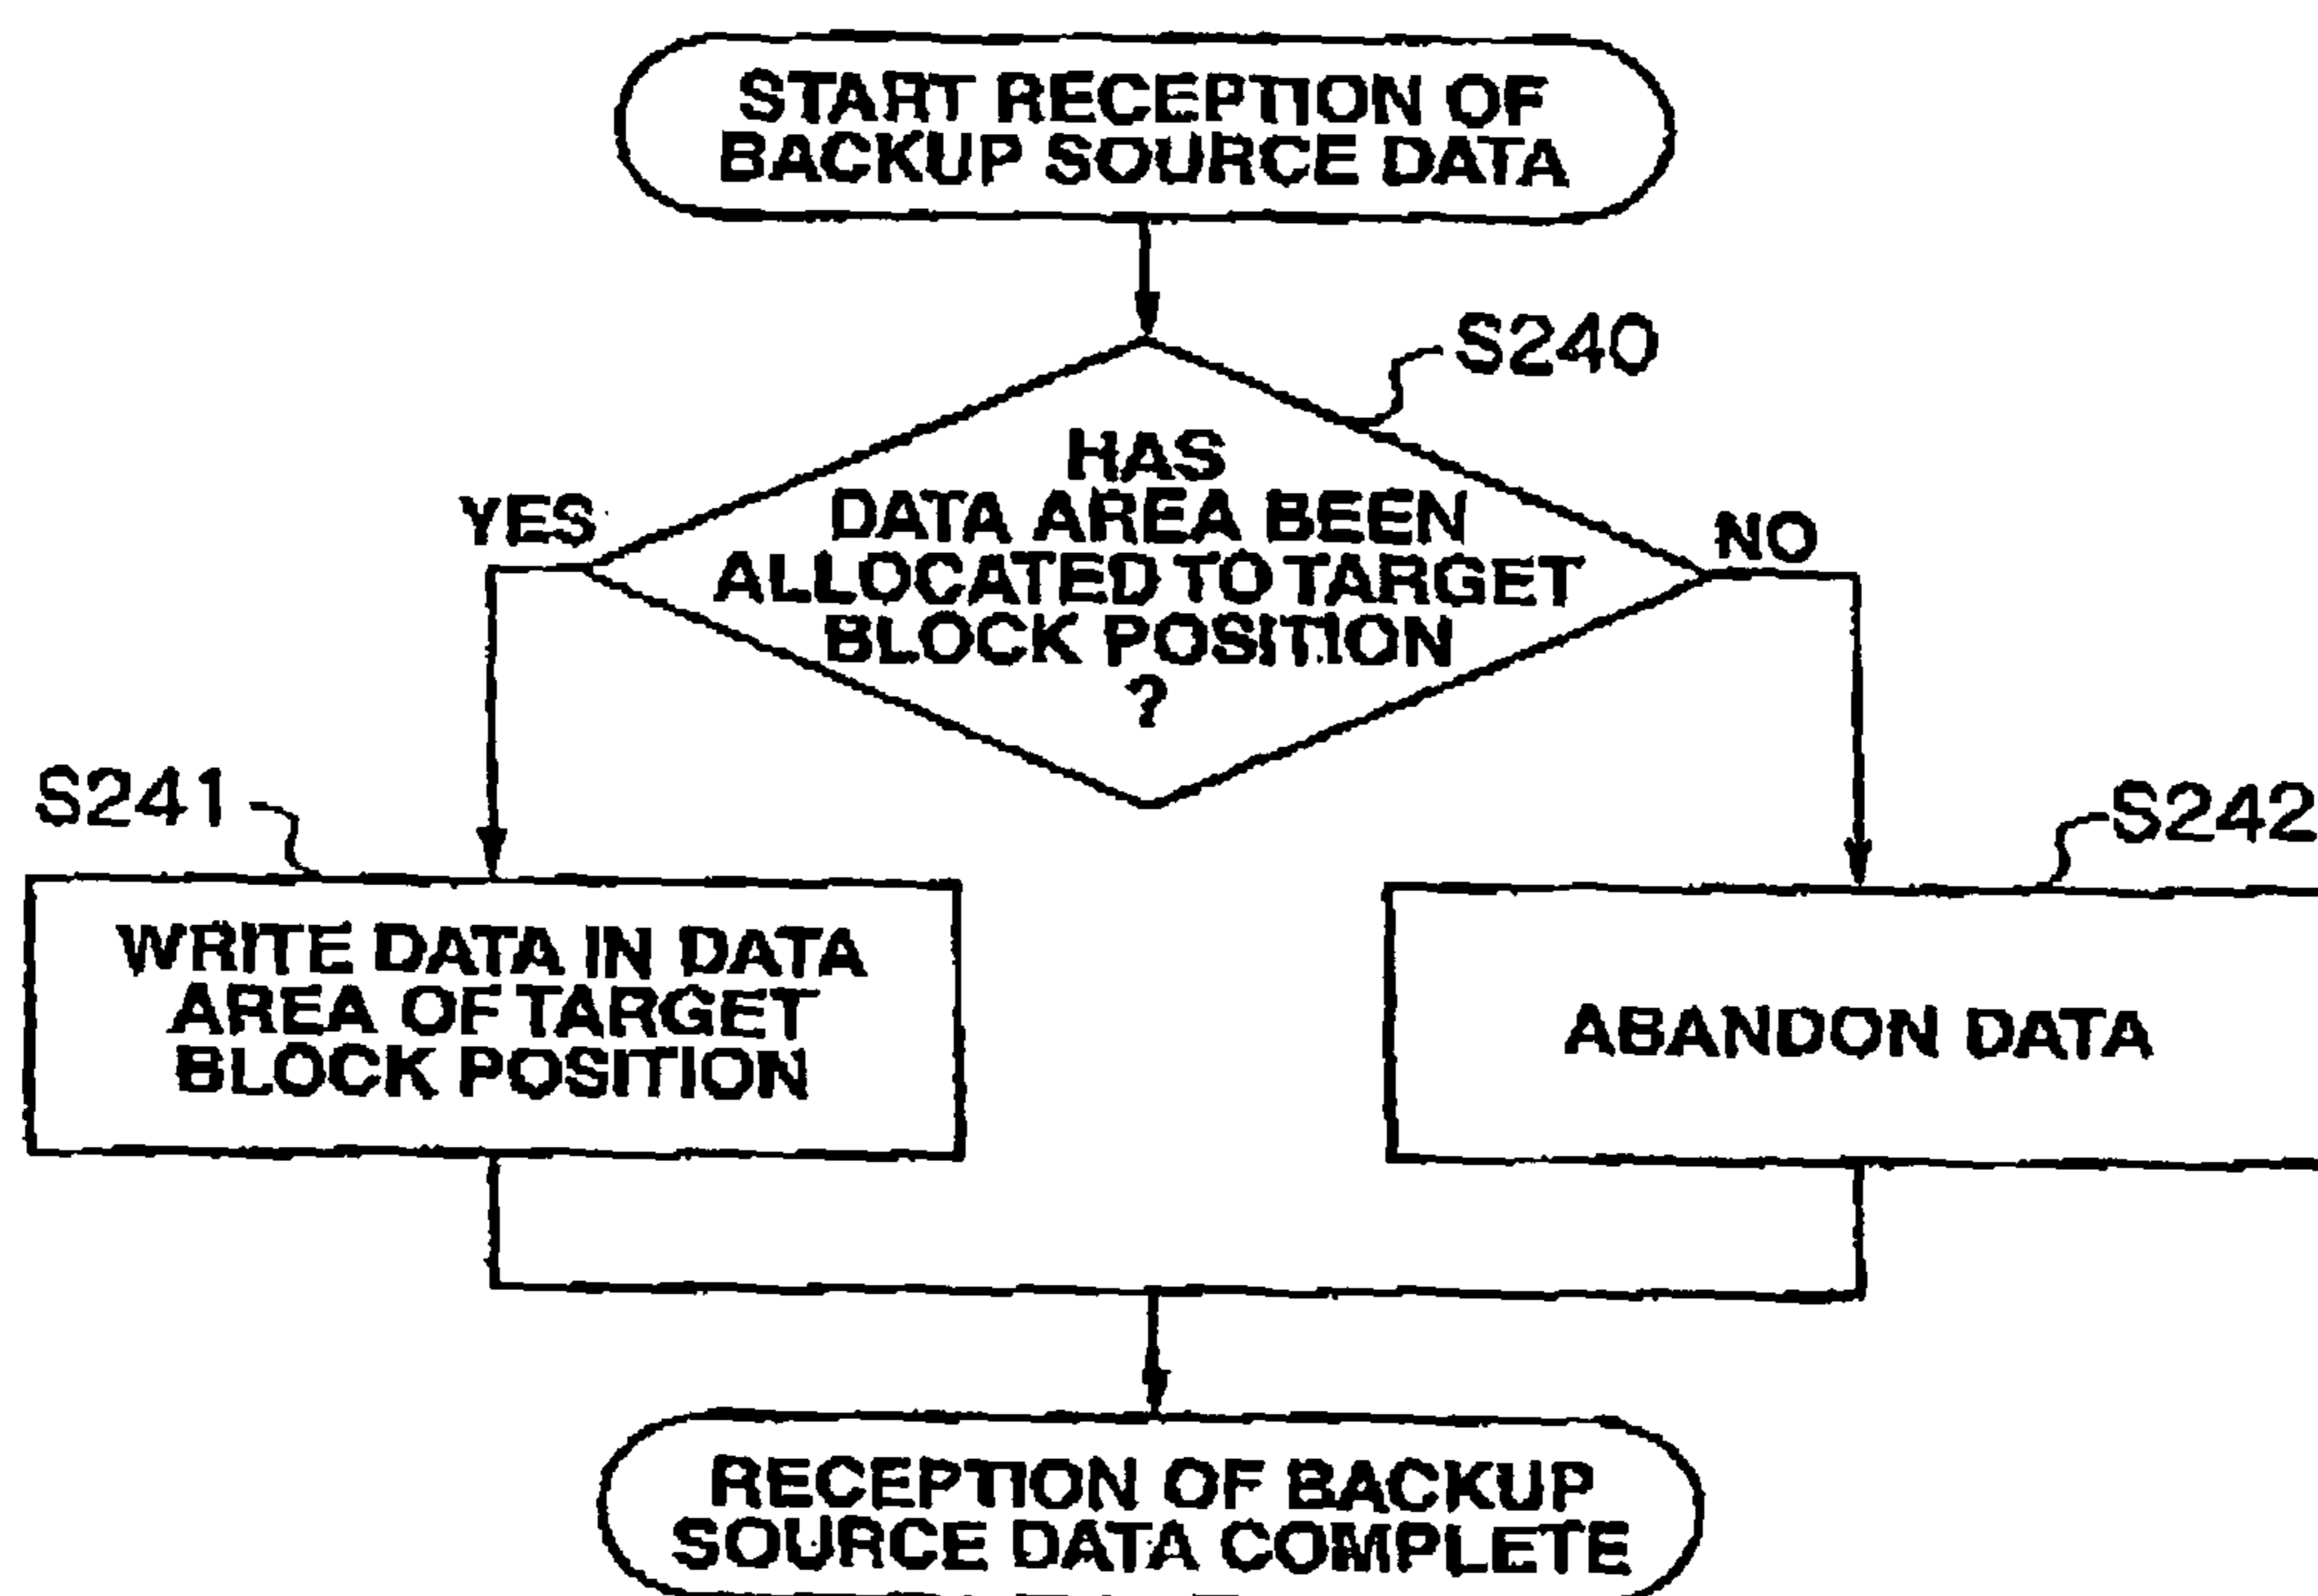 START RECEPTION OF
BACKUP SOURCE DATA
S240
HAS
DATA AREA BEEN
ALLOCATED TO TARGET
BLOCK POSITION
?
YES
NO
S241
S242
WRITE DATA IN DATA
AREA OF TARGET
BLOCK POSITION
ABANDON DATA
RECEPTION OF BACKUP
SOURCE DATA COMPLETE